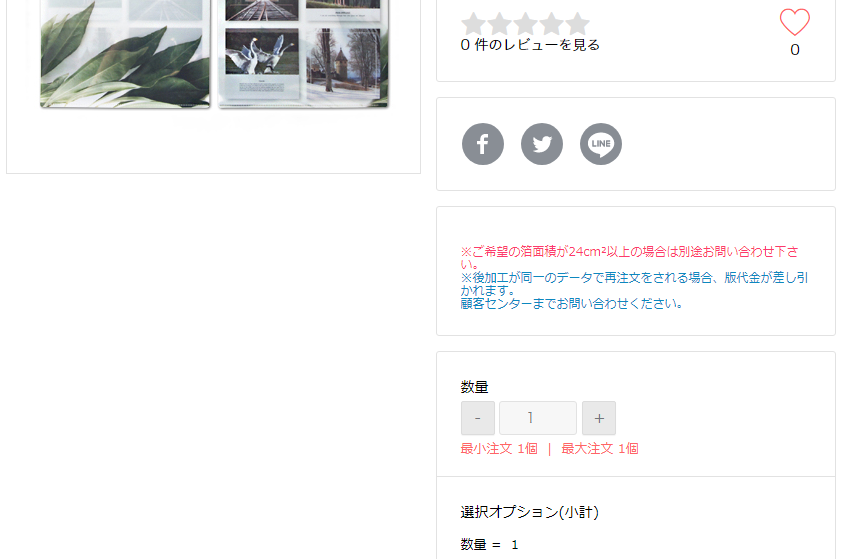 0 件のレビューを見る
0
LINE
※ご希望の箔面積が24cm²以上の場合は別途お問い合わせ下さ
い。
※後加工が同一のデータで再注文をされる場合、版代金が差し引
かれます。
顧客センターまでお問い合わせください。
数量
- 1 +
最小注文 1個 | 最大注文 1個
選択オプション(小計)
数量 = 1